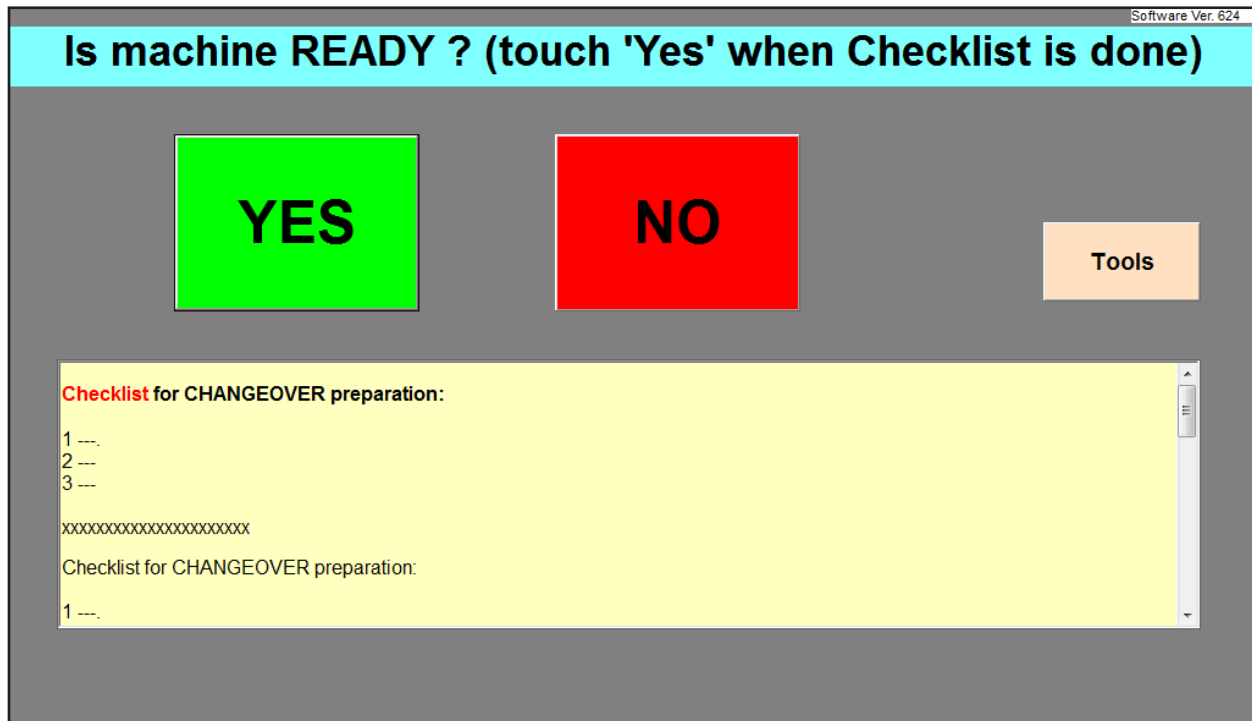 Software Ver. 624
Is machine READY ? (touch 'Yes' when Checklist is done)
YES
NO
Tools
Checklist for CHANGEOVER preparation:
1 ---.
2 ---
3 ---
xxxxxxxxxxxxxxxxxxxxxx
Checklist for CHANGEOVER preparation:
1 ---.